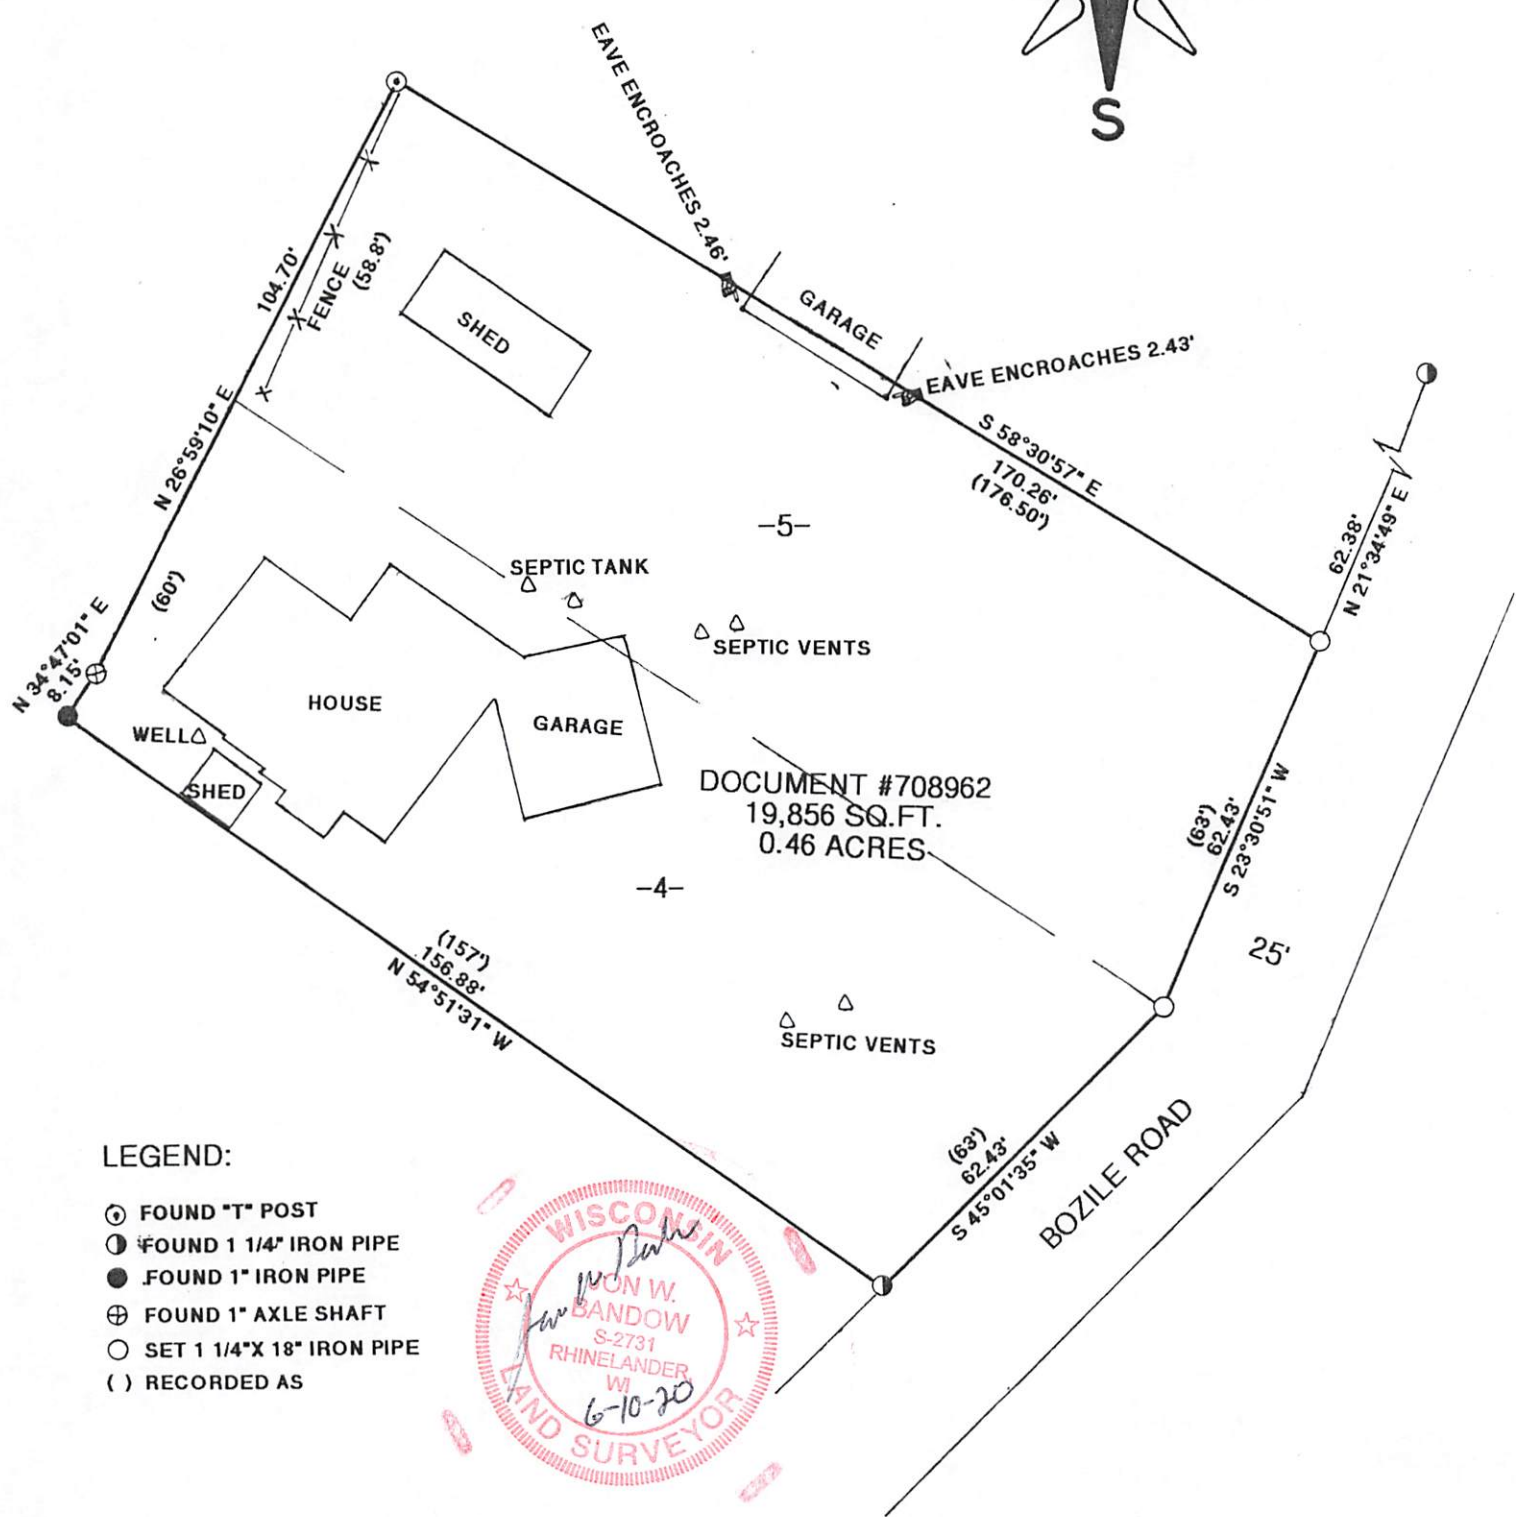 S
EAVE ENCROACHES 2.46'
GARAGE
EAVE ENCROACHES 2.43'
104.70'
FENCE
(58.8')
SHED
N 26°59'10" E
S 58°30'57" E
170.26'
(176.50')
62.38'
N 21°34'49" E
-5-
SEPTIC TANK
(60')
SEPTIC VENTS
N 34°47'01" E
8.15'
HOUSE
GARAGE
WELL
SHED
DOCUMENT #708962
19,856 SQ.FT.
0.46 ACRES
(63')
62.43'
S 23°30'51" W
-4-
25'
(157')
156.88'
N 54°51'31" W
SEPTIC VENTS
(63')
62.43'
S 45°01'35" W
BOZILE ROAD
LEGEND:
FOUND "T" POST
FOUND 1 1/4" IRON PIPE
FOUND 1" IRON PIPE
FOUND 1" AXLE SHAFT
SET 1 1/4"X 18" IRON PIPE
( ) RECORDED AS
WISCONSIN
JON W.
BANDOW
S-2731
RHINELANDER,
WI
6-10-20
LAND SURVEYOR